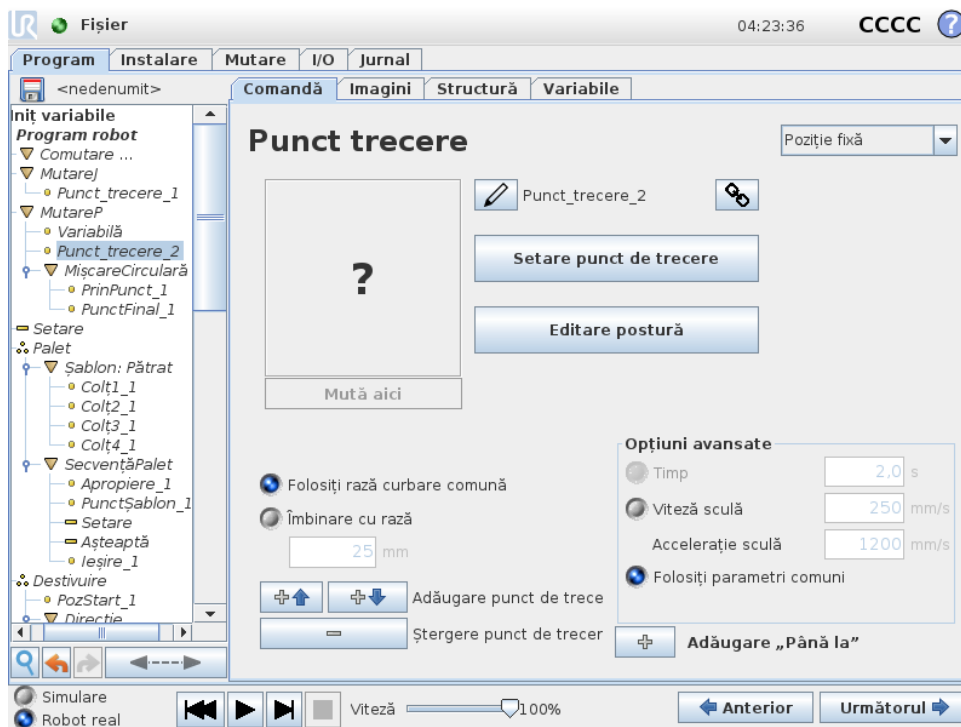 UR Fișier 04:23:36 CCCC ?
Program Instalare Mutare I/O Jurnal
<nedenumit>
Comandă Imagini Structură Variabile
Iniț variabile
Program robot
Comutare ...
MutareJ
Punct_trecere_1
MutareP
Variabilă
Punct_trecere_2
MișcareCirculară
PrinPunct_1
PunctFinal_1
Setare
Palet
Șablon: Pătrat
Colț1_1
Colț2_1
Colț3_1
Colț4_1
SecvențăPalet
Apropiere_1
PunctȘablon_1
Setare
Așteaptă
Ieșire_1
Destivuire
PozStart_1
Direcție
Punct trecere
Poziție fixă
?
Punct_trecere_2
Setare punct de trecere
Editare postură
Mută aici
Folosiți rază curbare comună
Îmbinare cu rază
25 mm
Adăugare punct de trece
Ștergere punct de trecer
Opțiuni avansate
Timp 2,0 s
Viteză sculă 250 mm/s
Accelerație sculă 1200 mm/s
Folosiți parametri comuni
Adăugare „Până la”
Simulare
Robot real
Viteză 100%
Anterior
Următorul